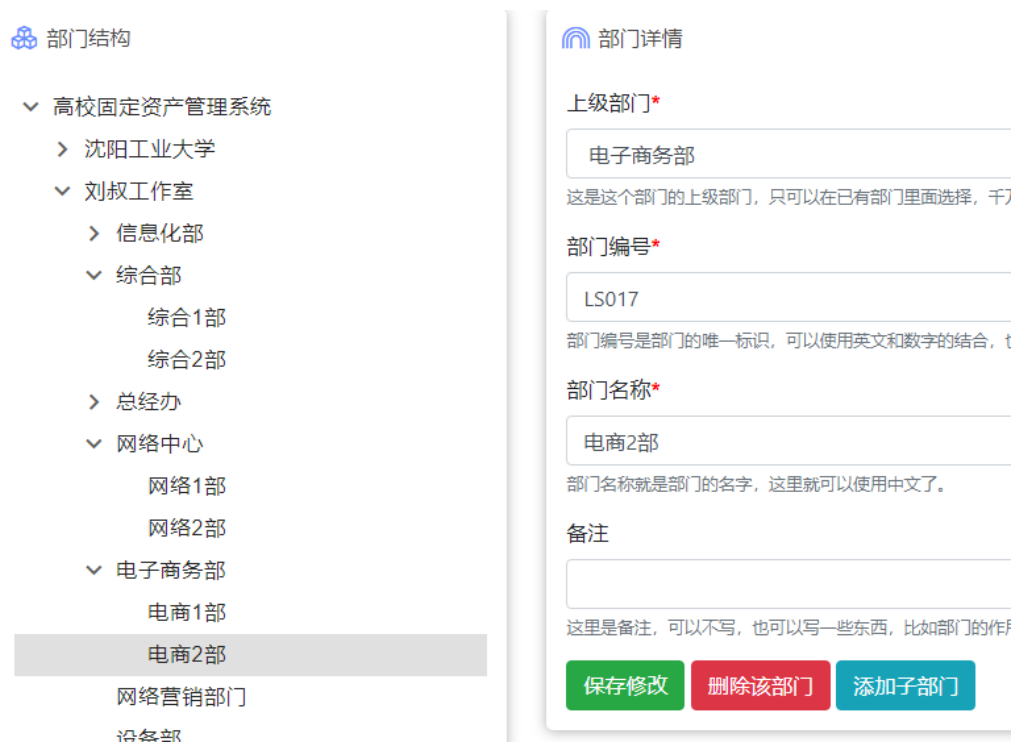 部门结构
高校固定资产管理系统
沈阳工业大学
刘叔工作室
信息化部
综合部
综合1部
综合2部
总经办
网络中心
网络1部
网络2部
电子商务部
电商1部
电商2部
网络营销部门
设备部
部门详情
上级部门*
电子商务部
这是这个部门的上级部门，只可以在已有部门里面选择，千
部门编号*
LS017
部门编号是部门的唯一标识，可以使用英文和数字的结合，
部门名称*
电商2部
部门名称就是部门的名字，这里就可以使用中文了。
备注
这里是备注，可以不写，也可以写一些东西，比如部门的作
保存修改 删除该部门 添加子部门